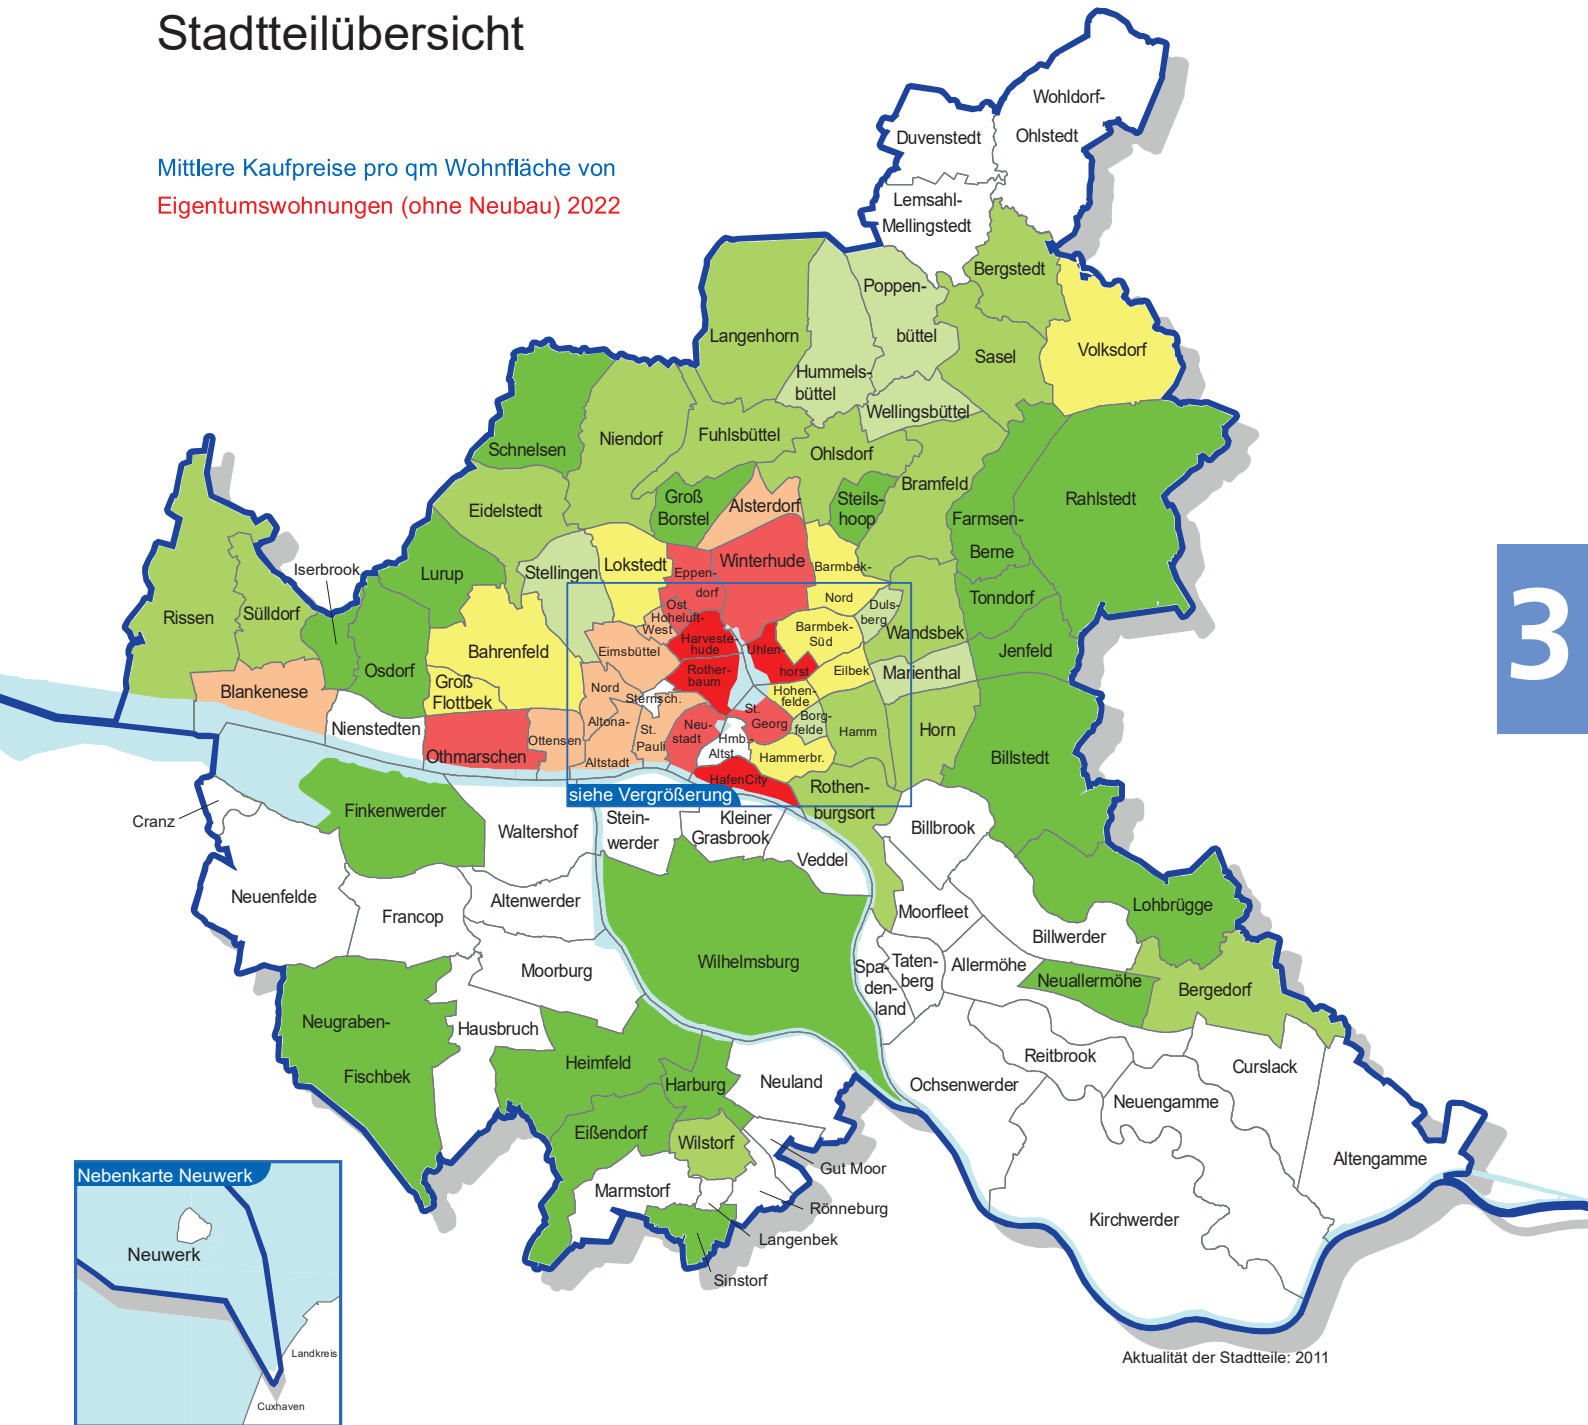 Stadtteilübersicht
Mittlere Kaufpreise pro qm Wohnfläche von
Eigentumswohnungen (ohne Neubau) 2022
3
Wohldorf-
Ohlstedt
Duvenstedt
Lemsahl-
Mellingstedt
Bergstedt
Poppen-
büttel
Volksdorf
Sasel
Langenhorn
Hummels-
büttel
Wellingsbüttel
Schnelsen
Niendorf
Fuhlsbüttel
Ohlsdorf
Bramfeld
Rahlstedt
Groß
Borstel
Alsterdorf
Steils-
hoop
Farmsen-
Berne
Eidelstedt
Lokstedt
Eppen-
dorf
Winterhude
Barmbek-
Nord
Stellingen
Iserbrook
Lurup
Tonndorf
Rissen
Sülldorf
Ost
Hoheluft-
West
Harveste-
hude
Barmbek-
Süd
Duls-
berg
Wandsbek
Jenfeld
Bahrenfeld
Eimsbüttel
Uhlen-
horst
Eilbek
Marienthal
Osdorf
Rother-
baum
Groß
Flottbek
Blankenese
Nord
Sternsch.
Hohen-
felde
Nienstedten
Altona-
Altstadt
St.
Pauli
Neu-
stadt
St.
Georg
Borg-
felde
Hamm
Horn
Hmb.-
Altst.
Othmarschen
Ottensen
Hammerbr.
Billstedt
HafenCity
Rothen-
burgsort
siehe Vergrößerung
Finkenwerder
Cranz
Waltershof
Stein-
werder
Kleiner
Grasbrook
Veddel
Billbrook
Neuenfelde
Francop
Altenwerder
Moorfleet
Lohbrügge
Billwerder
Moorburg
Wilhelmsburg
Spa-
den-
land
Taten-
berg
Allermöhe
Neuallermöhe
Bergedorf
Neugraben-
Fischbek
Hausbruch
Heimfeld
Harburg
Neuland
Reitbrook
Curslack
Ochsenwerder
Neuengamme
Eißendorf
Wilstorf
Gut Moor
Altengamme
Marmstorf
Rönneburg
Langenbek
Sinstorf
Kirchwerder
Nebenkarte Neuwerk
Neuwerk
Landkreis
Cuxhaven
Aktualität der Stadtteile: 2011